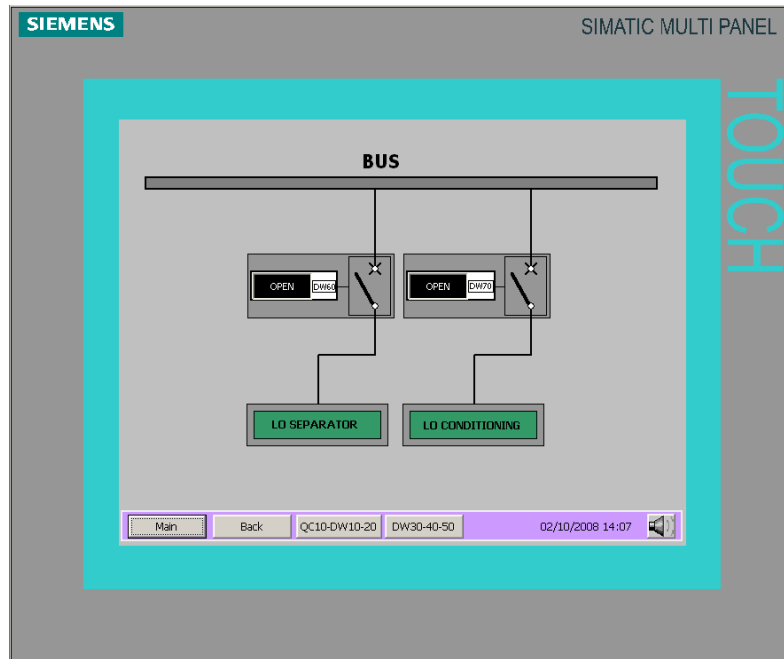 SIEMENS
SIMATIC MULTI PANEL
TOUCH
BUS
OPEN DW60
OPEN DW70
LO SEPARATOR
LO CONDITIONING
Main Back QC10-DW10-20 DW30-40-50 02/10/2008 14:07